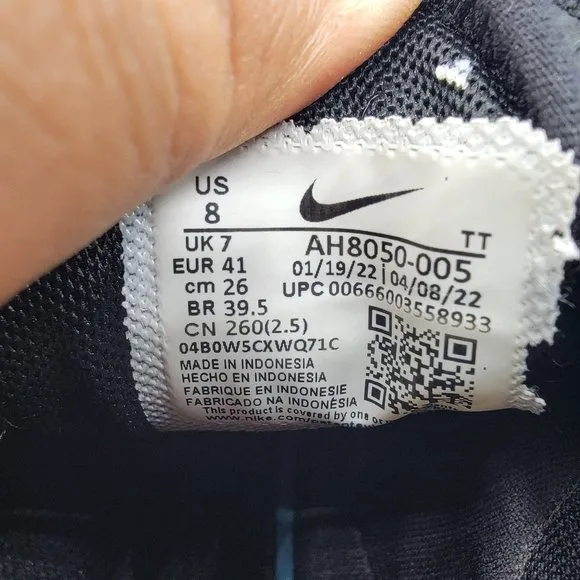 US
8
UK 7
EUR 41
cm 26
BR 39.5
CN 260(2.5)
04B0W5CXWQ71C
AH8050-005 TT
01/19/22 | 04/08/22
UPC 00666003558933
MADE IN INDONESIA
HECHO EN INDONESIA
FABRIQUE EN INDONESIE
FABRICADO NA INDONÉSIA
This product is covered by one or